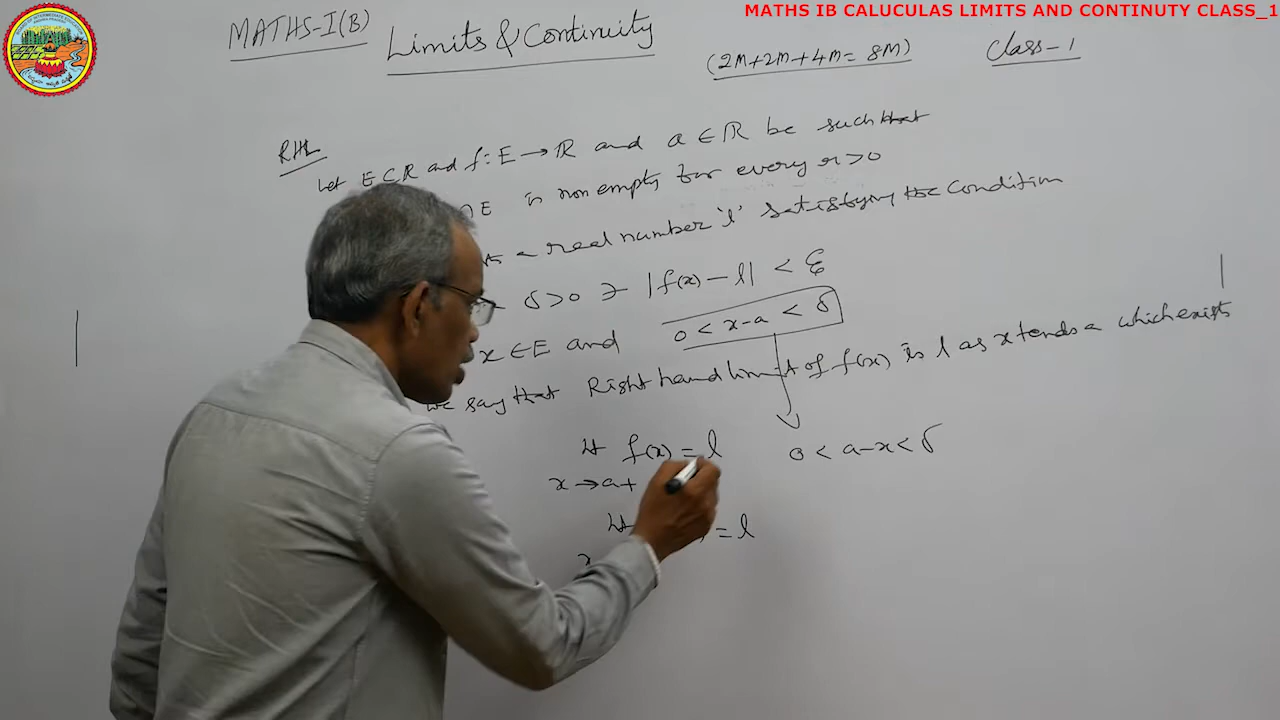 MATHS IB CALUCULAS LIMITS AND CONTINUTY CLASS_1
MATHS-I(B)
Limits & Continuity
(2M+2M+4M= 8M)
Class-1
RHL
Let E⊂ℝ and f: E→ℝ and a∈ℝ be such that
∩E is non empty for every r>0
a real number 'l' satisfying the condition
δ>0 ∋ |f(x)-l| < ε
x∈E and 0 < x-a < δ
we say that Right hand limit of f(x) is l as x tends a which exists
lt f(x) = l
0 < a-x < δ
x→a+
lt = l
x